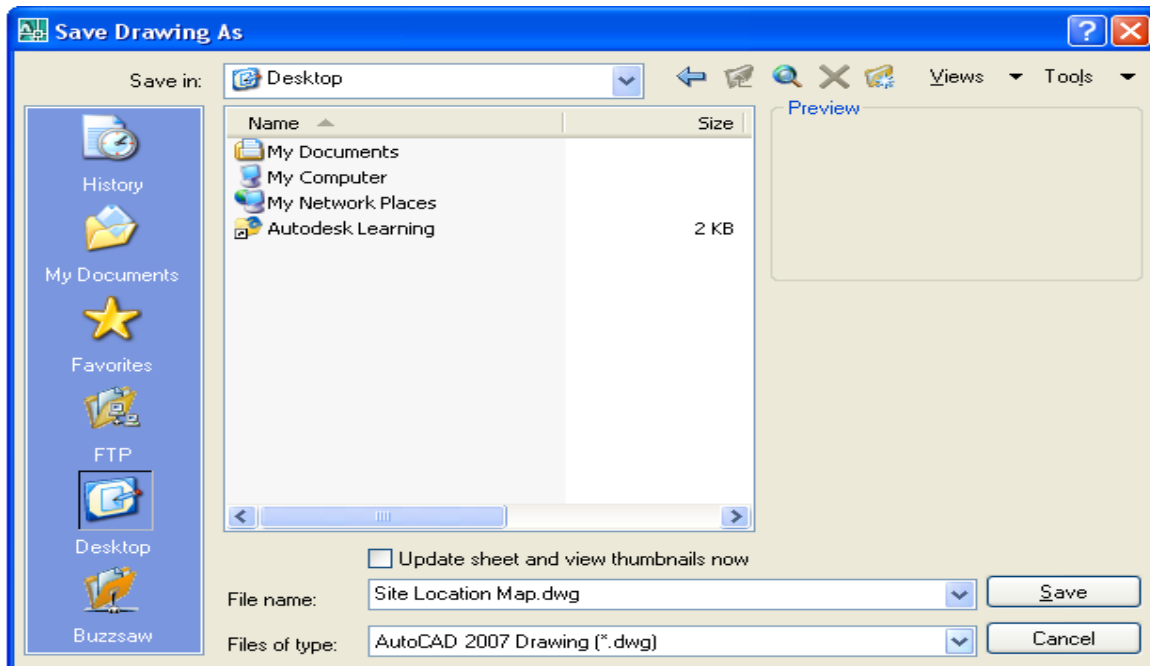 Save Drawing As
Save in: Desktop Views Tools
Name Size Preview
My Documents
My Computer
My Network Places
Autodesk Learning 2 KB
History
My Documents
Favorites
FTP
Desktop
Buzzsaw
Update sheet and view thumbnails now
File name: Site Location Map.dwg Save
Files of type: AutoCAD 2007 Drawing (*.dwg) Cancel